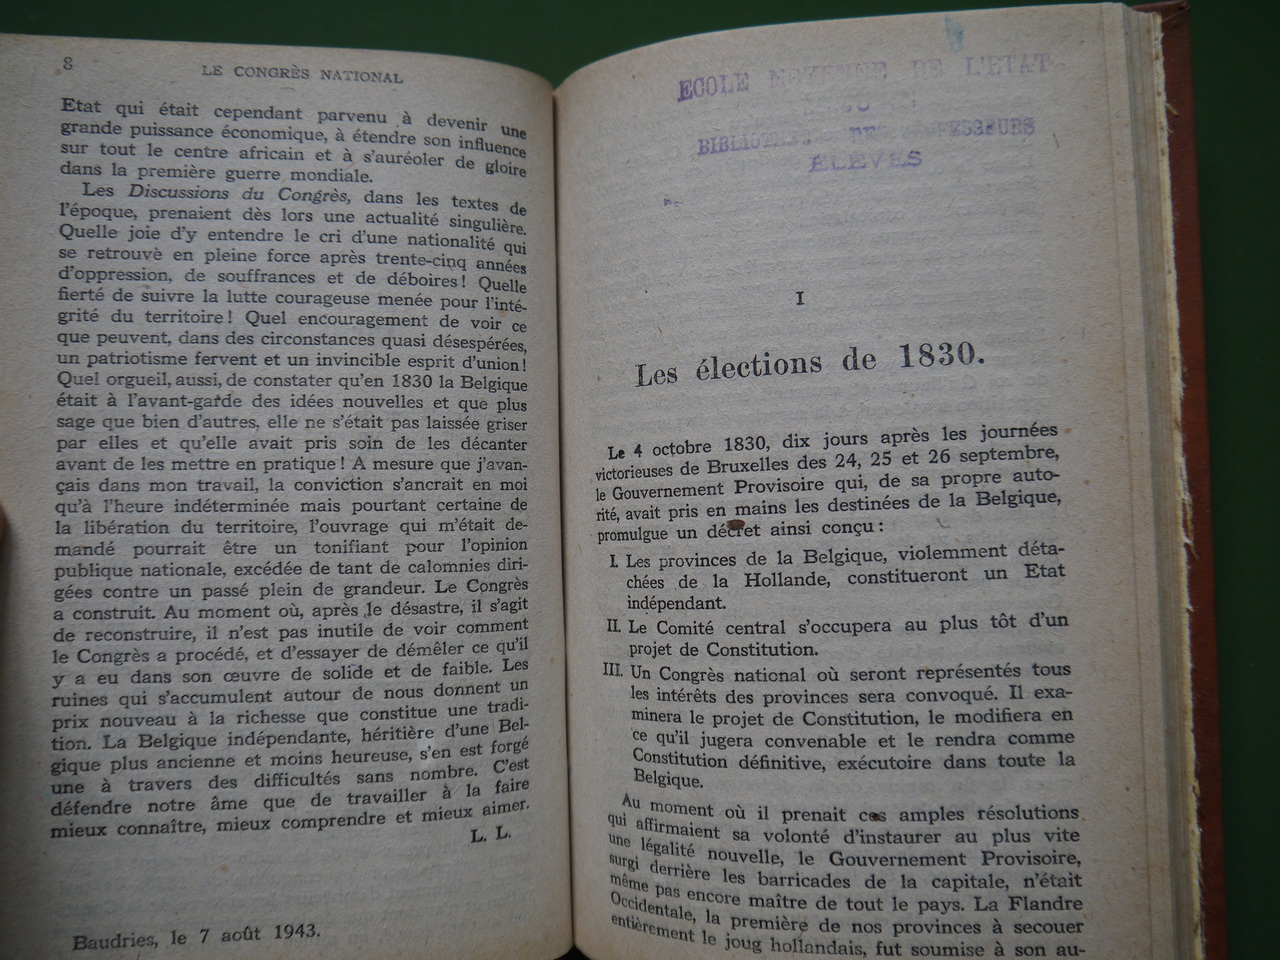 8
LE CONGRÈS NATIONAL
Etat qui était cependant parvenu à devenir une
grande puissance économique, à étendre son influence
sur tout le centre africain et à s'auréoler de gloire
dans la première guerre mondiale.
Les Discussions du Congrès, dans les textes de
l'époque, prenaient dès lors une actualité singulière.
Quelle joie d'y entendre le cri d'une nationalité qui
se retrouve en pleine force après trente-cinq années
d'oppression, de souffrances et de déboires! Quelle
fierté de suivre la lutte courageuse menée pour l'inté-
grité du territoire! Quel encouragement de voir ce
que peuvent, dans des circonstances quasi désespérées,
un patriotisme fervent et un invincible esprit d'union!
Quel orgueil, aussi, de constater qu'en 1830 la Belgique
était à l'avant-garde des idées nouvelles et que plus
sage que bien d'autres, elle ne s'était pas laissée griser
par elles et qu'elle avait pris soin de les décanter
avant de les mettre en pratique! A mesure que j'avan-
çais dans mon travail, la conviction s'ancrait en moi
qu'à l'heure indéterminée mais pourtant certaine de
la libération du territoire, l'ouvrage qui m'était de-
mandé pourrait être un tonifiant pour l'opinion
publique nationale, excédée de tant de calomnies diri-
gées contre un passé plein de grandeur. Le Congrès
a construit. Au moment où, après le désastre, il s'agit
de reconstruire, il n'est pas inutile de voir comment
le Congrès a procédé, et d'essayer de démêler ce qu'il
y a eu dans son œuvre de solide et de faible. Les
ruines qui s'accumulent autour de nous donnent un
prix nouveau à la richesse que constitue une tradi-
tion. La Belgique indépendante, héritière d'une Bel-
gique plus ancienne et moins heureuse, s'en est forgé
une à travers des difficultés sans nombre. C'est
défendre notre âme que de travailler à la faire
mieux connaître, mieux comprendre et mieux aimer.
L. L.
Baudries, le 7 août 1943.
ECOLE MOYENNE DE L'ETAT
BIBLIOTH DES PROFESSEURS
ELEVES
I
Les élections de 1830.
Le 4 octobre 1830, dix jours après les journées
victorieuses de Bruxelles des 24, 25 et 26 septembre,
le Gouvernement Provisoire qui, de sa propre auto-
rité, avait pris en mains les destinées de la Belgique,
promulgue un décret ainsi conçu:
I. Les provinces de la Belgique, violemment déta-
chées de la Hollande, constitueront un Etat
indépendant.
II. Le Comité central s'occupera au plus tôt d'un
projet de Constitution.
III. Un Congrès national où seront représentés tous
les intérêts des provinces sera convoqué. Il exa-
minera le projet de Constitution, le modifiera en
ce qu'il jugera convenable et le rendra comme
Constitution définitive, exécutoire dans toute la
Belgique.
Au moment où il prenait ces amples résolutions
qui affirmaient sa volonté d'instaurer au plus vite
une légalité nouvelle, le Gouvernement Provisoire,
surgi derrière les barricades de la capitale, n'était
même pas encore maître de tout le pays. La Flandre
Occidentale, la première de nos provinces à secouer
entièrement le joug hollandais, fut soumise à son au-